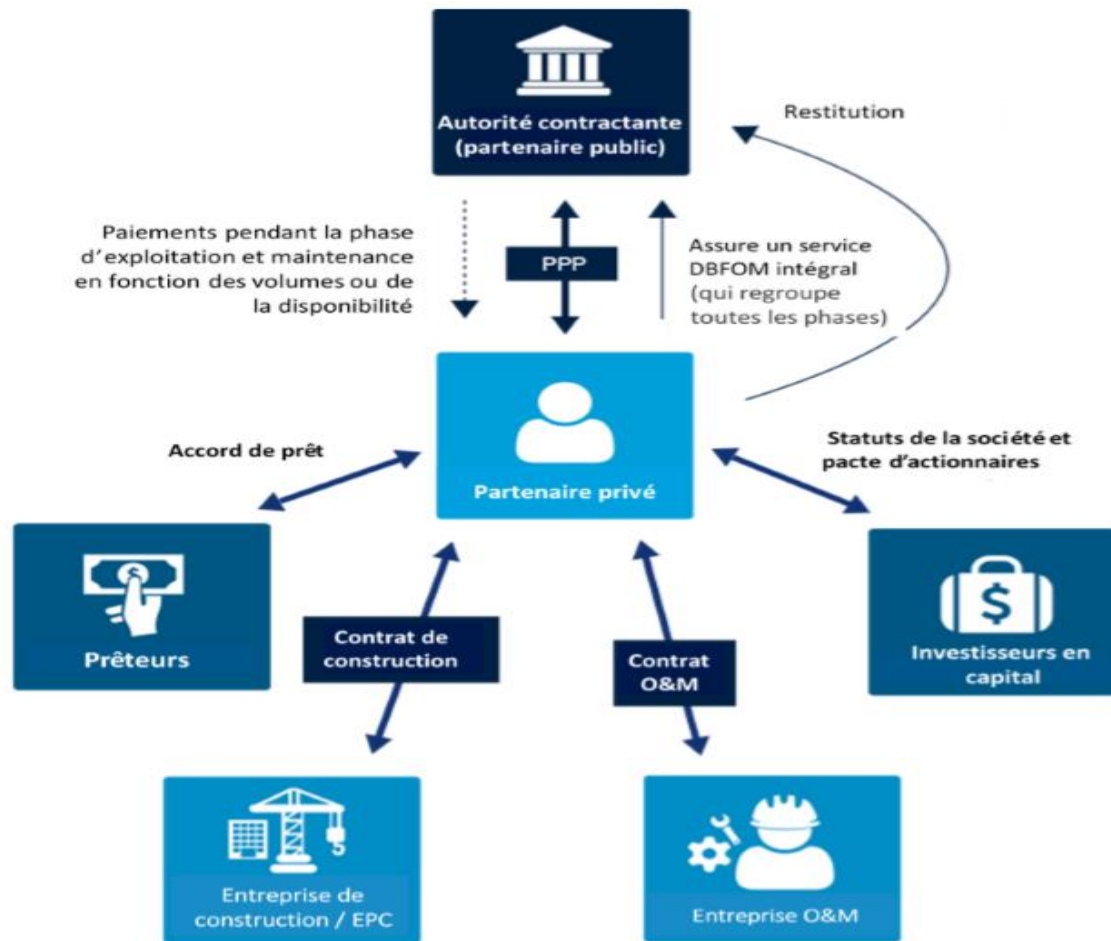 Autorité contractante
(partenaire public)
Restitution
Paiements pendant la phase
d'exploitation et maintenance
en fonction des volumes ou de
la disponibilité
PPP
Assure un service
DBFOM intégral
(qui regroupe
toutes les phases)
Partenaire privé
Accord de prêt
Statuts de la société et
pacte d'actionnaires
$
Prêteurs
Contrat de
construction
Contrat
O&M
$
Investisseurs en
capital
Entreprise de
construction / EPC
Entreprise O&M